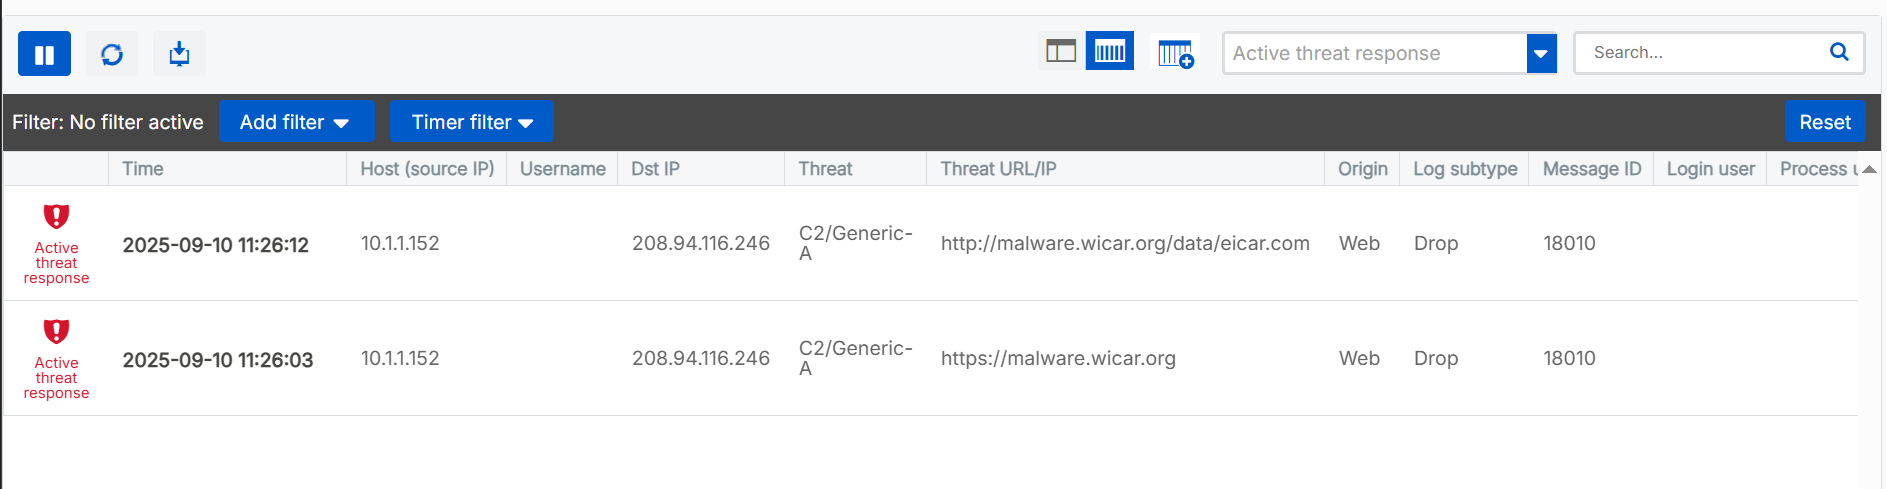 Active threat response
Search...
Filter: No filter active
Add filter
Timer filter
Reset
Time Host (source IP) Username Dst IP Threat Threat URL/IP Origin Log subtype Message ID Login user Process
Active
threat
response
2025-09-10 11:26:12 10.1.1.152 208.94.116.246 C2/Generic-
A
http://malware.wicar.org/data/eicar.com Web Drop 18010
Active
threat
response
2025-09-10 11:26:03 10.1.1.152 208.94.116.246 C2/Generic-
A
https://malware.wicar.org Web Drop 18010